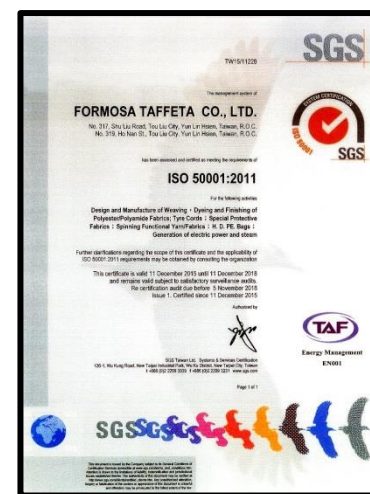 SGS
TW15/11228
The management system of
FORMOSA TAFFETA CO., LTD.
No. 317, Shu Liu Road, Tou Liu City, Yun Lin Hsien, Taiwan, R.O.C.
No. 319, Ho Nan St., Tou Liu City, Yun Lin Hsien, Taiwan, R.O.C.
SYSTEM CERTIFICATION
ISO 50001
SGS
has been assessed and certified as meeting the requirements of
ISO 50001:2011
For the following activities
Design and Manufacture of Weaving、Dyeing and Finishing of
Polyester/Polyamide Fabrics; Tyre Cords；Special Protective
Fabrics；Spinning Functional Yarn/Fabrics；H. D. PE. Bags；
Generation of electric power and steam
Further clarifications regarding the scope of this certificate and the applicability of
ISO 50001:2011 requirements may be obtained by consulting the organization
This certificate is valid 11 December 2015 until 11 December 2018
and remains valid subject to satisfactory surveillance audits.
Re certification audit due before 5 November 2018
Issue 1. Certified since 11 December 2015
Authorised by
TAF
Energy Management
EN001
SGS Taiwan Ltd. Systems & Services Certification
Page 1 of 1
SGSSGSSGS